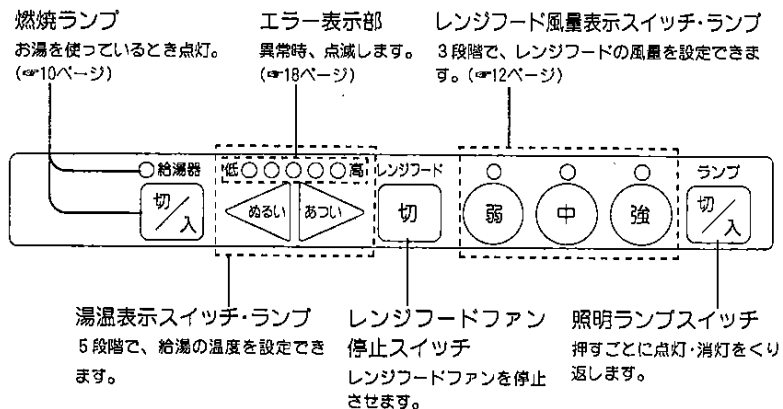 燃焼ランプ
お湯を使っているとき点灯。
(☞10ページ)
エラー表示部
異常時、点滅します。
(☞18ページ)
レンジフード風量表示スイッチ・ランプ
3段階で、レンジフードの風量を設定できま
す。(☞12ページ)
給湯器
低 高
レンジフード
ランプ
切/入
ぬるい
あつい
切
弱
中
強
切/入
湯温表示スイッチ・ランプ
5段階で、給湯の温度を設定でき
ます。
レンジフードファン
停止スイッチ
レンジフードファンを停止
させます。
照明ランプスイッチ
押すごとに点灯・消灯をくり
返します。